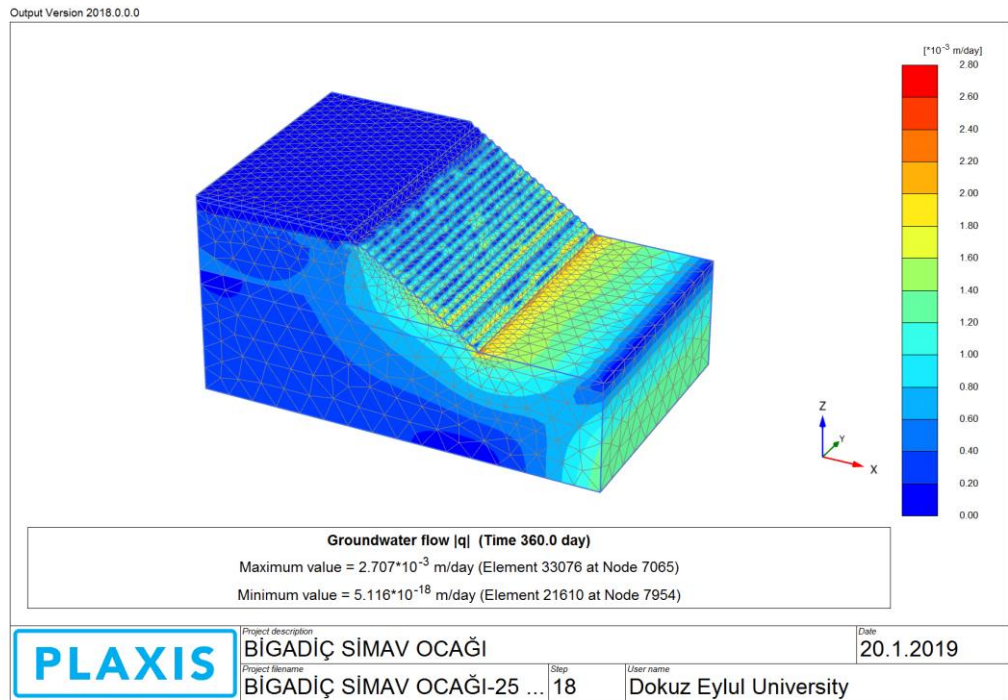 Output Version 2018.0.0.0
[*10⁻³ m/day]
2.80
2.60
2.40
2.20
2.00
1.80
1.60
1.40
1.20
1.00
0.80
0.60
0.40
0.20
0.00
Z
Y
X
Groundwater flow |q| (Time 360.0 day)
Maximum value = 2.707*10⁻³ m/day (Element 33076 at Node 7065)
Minimum value = 5.116*10⁻¹⁸ m/day (Element 21610 at Node 7954)
PLAXIS
Project description
BİGADİÇ SİMAV OCAĞI
Date
20.1.2019
Project filename
BİGADİÇ SİMAV OCAĞI-25 ...
Step
18
User name
Dokuz Eylul University